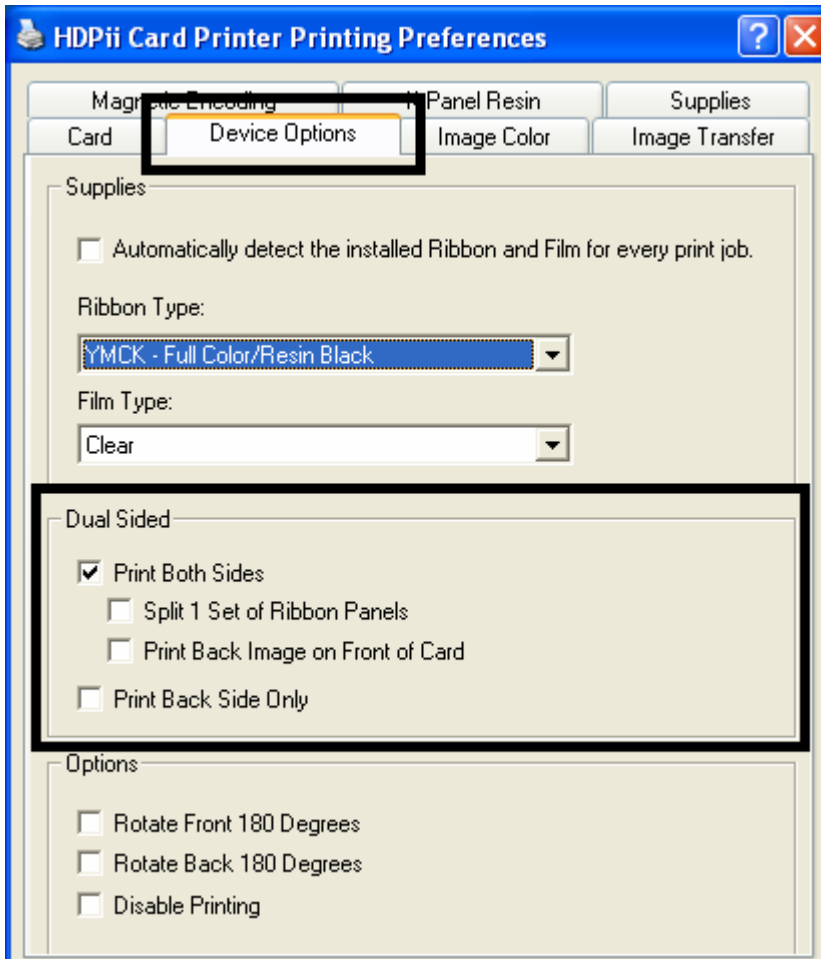 HDPii Card Printer Printing Preferences
Magnetic Encoding Panel Resin Supplies
Card Device Options Image Color Image Transfer
Supplies
Automatically detect the installed Ribbon and Film for every print job.
Ribbon Type:
YMCK - Full Color/Resin Black
Film Type:
Clear
Dual Sided
Print Both Sides
Split 1 Set of Ribbon Panels
Print Back Image on Front of Card
Print Back Side Only
Options
Rotate Front 180 Degrees
Rotate Back 180 Degrees
Disable Printing